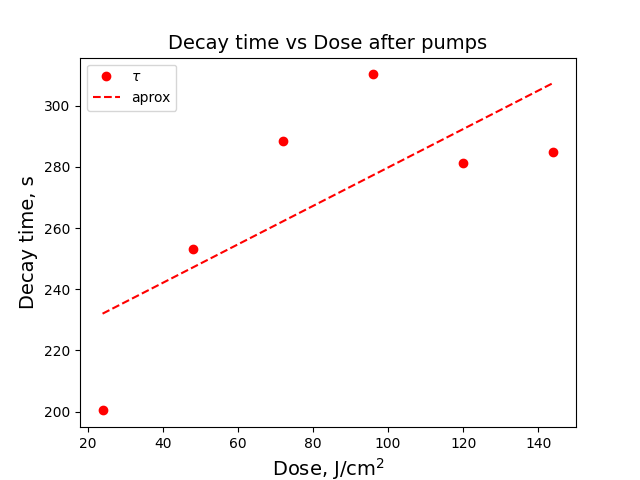 Decay time vs Dose after pumps
τ
aprox
Decay time, s
300
280
260
240
220
200
20 40 60 80 100 120 140
Dose, J/cm²